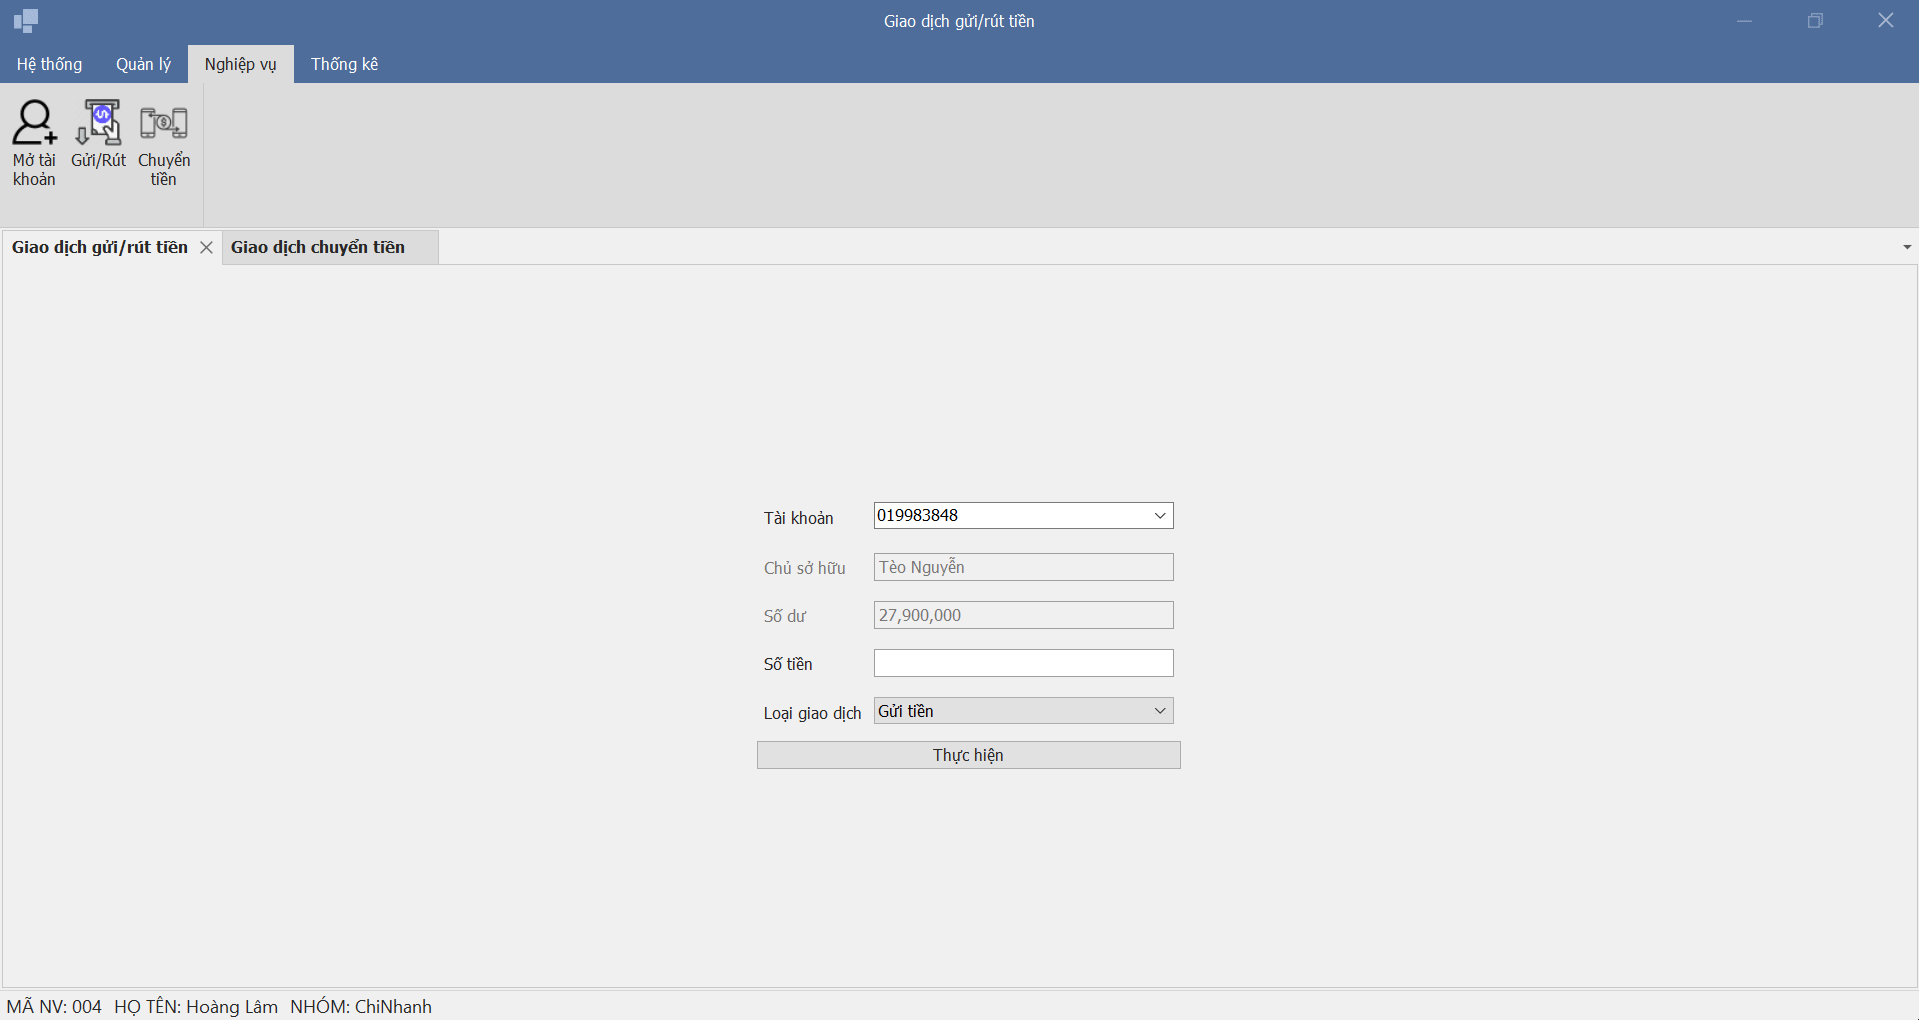 Giao dịch gửi/rút tiền
Hệ thống Quản lý Nghiệp vụ Thống kê
Mở tài khoản
Gửi/Rút
Chuyển tiền
Giao dịch gửi/rút tiền Giao dịch chuyển tiền
Tài khoản 019983848
Chủ sở hữu Tèo Nguyễn
Số dư 27,900,000
Số tiền
Loại giao dịch Gửi tiền
Thực hiện
MÃ NV: 004 HỌ TÊN: Hoàng Lâm NHÓM: ChiNhanh